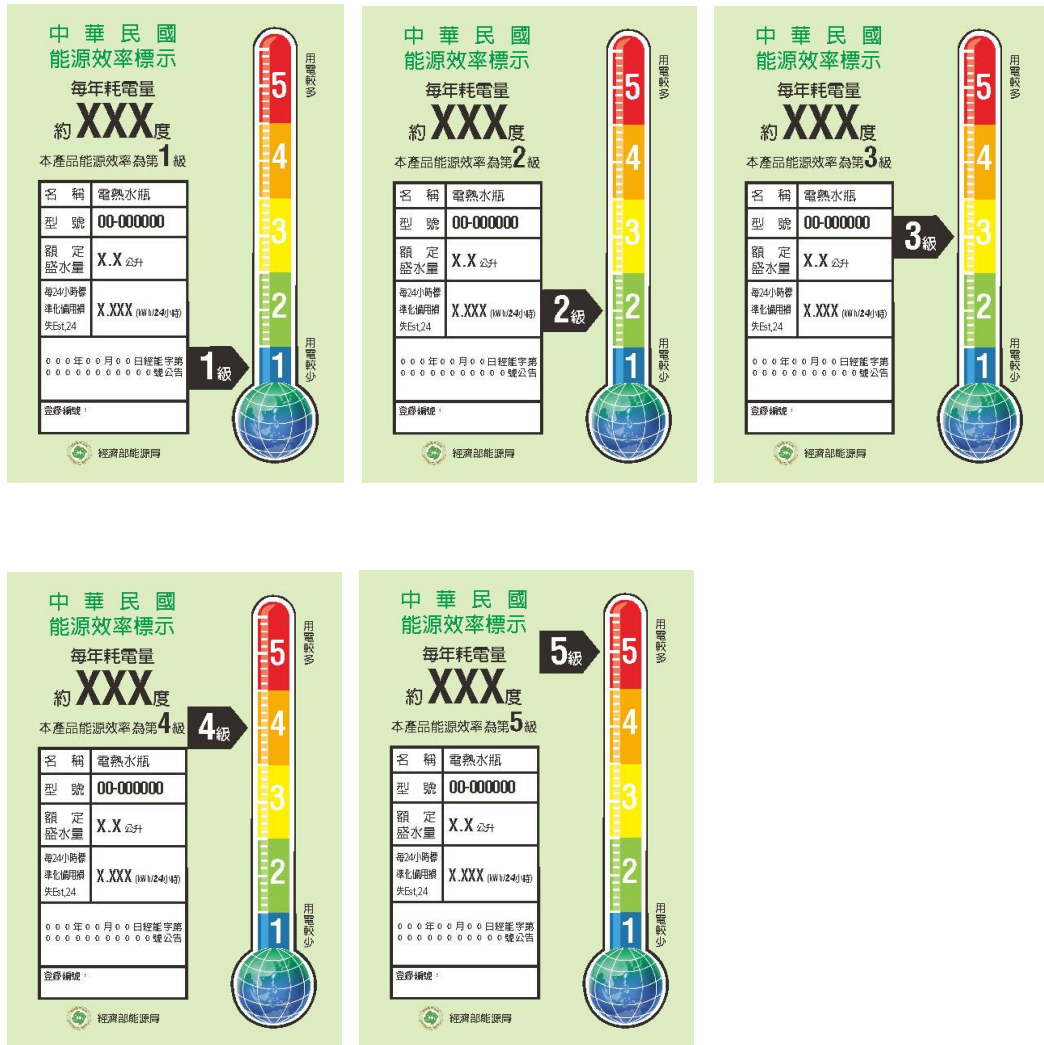 中華民國
能源效率標示
每年耗電量
約XXX度
本產品能源效率為第1級
名稱 電熱水瓶
型號 00-000000
額定盛水量 X.X 公升
每24小時標準化備用損失Est,24 X.XXX (kWh/24小時)
000年00月00日經能字第
00000000000號公告
登錄編號：
經濟部能源局
1級
用電較多
5
4
3
2
1
用電較少
中華民國
能源效率標示
每年耗電量
約XXX度
本產品能源效率為第2級
名稱 電熱水瓶
型號 00-000000
額定盛水量 X.X 公升
每24小時標準化備用損失Est,24 X.XXX (kWh/24小時)
000年00月00日經能字第
00000000000號公告
登錄編號：
經濟部能源局
2級
用電較多
5
4
3
2
1
用電較少
中華民國
能源效率標示
每年耗電量
約XXX度
本產品能源效率為第3級
名稱 電熱水瓶
型號 00-000000
額定盛水量 X.X 公升
每24小時標準化備用損失Est,24 X.XXX (kWh/24小時)
000年00月00日經能字第
00000000000號公告
登錄編號：
經濟部能源局
3級
用電較多
5
4
3
2
1
用電較少
中華民國
能源效率標示
每年耗電量
約XXX度
本產品能源效率為第4級
名稱 電熱水瓶
型號 00-000000
額定盛水量 X.X 公升
每24小時標準化備用損失Est,24 X.XXX (kWh/24小時)
000年00月00日經能字第
00000000000號公告
登錄編號：
經濟部能源局
4級
用電較多
5
4
3
2
1
用電較少
中華民國
能源效率標示
每年耗電量
約XXX度
本產品能源效率為第5級
名稱 電熱水瓶
型號 00-000000
額定盛水量 X.X 公升
每24小時標準化備用損失Est,24 X.XXX (kWh/24小時)
000年00月00日經能字第
00000000000號公告
登錄編號：
經濟部能源局
5級
用電較多
5
4
3
2
1
用電較少